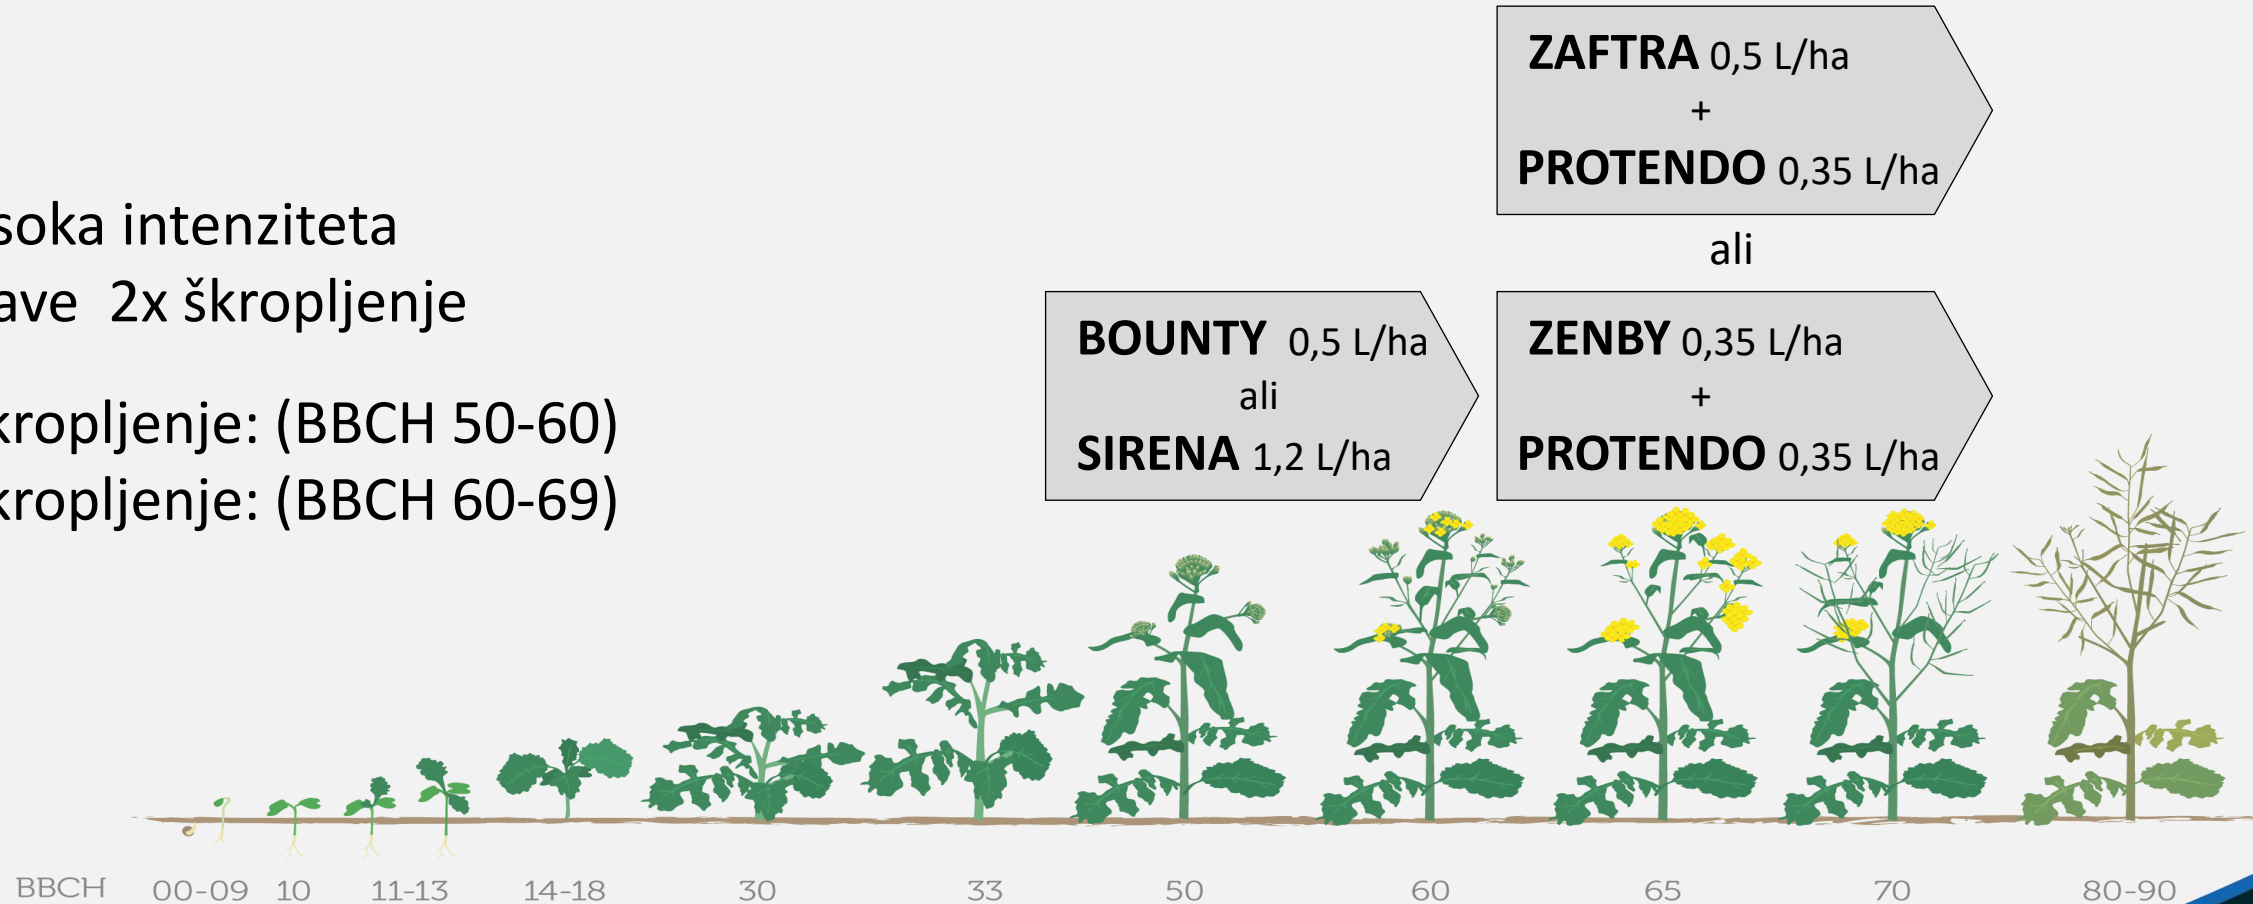 soka intenziteta
ave 2x škropljenje
kropljenje: (BBCH 50-60)
kropljenje: (BBCH 60-69)
ZAFTRA 0,5 L/ha
+
PROTENDO 0,35 L/ha
ali
BOUNTY 0,5 L/ha
ali
SIRENA 1,2 L/ha
ZENBY 0,35 L/ha
+
PROTENDO 0,35 L/ha
BBCH 00-09 10 11-13 14-18 30 33 50 60 65 70 80-90